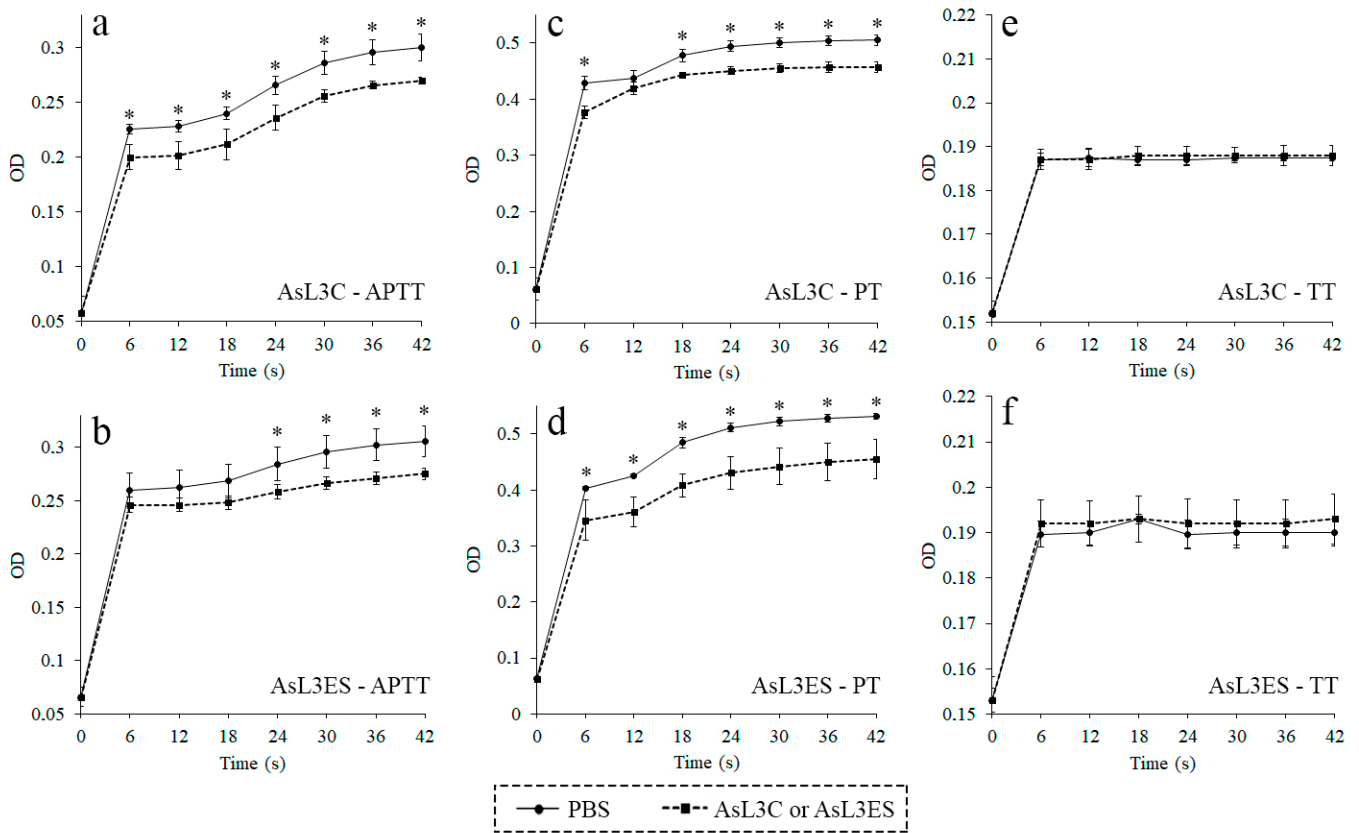 a
* * * * * * *
0.3
0.25
0.2
0.15
0.1
0.05
OD
AsL3C - APTT
0 6 12 18 24 30 36 42
Time (s)
c
* * * * * *
0.5
0.4
0.3
0.2
0.1
0
OD
AsL3C - PT
0 6 12 18 24 30 36 42
Time (s)
e
0.22
0.21
0.2
0.19
0.18
0.17
0.16
0.15
OD
AsL3C - TT
0 6 12 18 24 30 36 42
Time (s)
b
* * * *
0.3
0.25
0.2
0.15
0.1
0.05
OD
AsL3ES - APTT
0 6 12 18 24 30 36 42
Time (s)
d
* * * * * * *
0.5
0.4
0.3
0.2
0.1
0
OD
AsL3ES - PT
0 6 12 18 24 30 36 42
Time (s)
f
0.22
0.21
0.2
0.19
0.18
0.17
0.16
0.15
OD
AsL3ES - TT
0 6 12 18 24 30 36 42
Time (s)
PBS AsL3C or AsL3ES